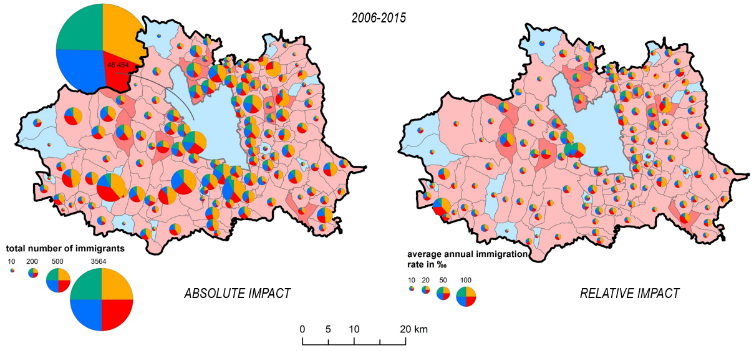 2006-2015
46 454
total number of immigrants
10 200 500 3564
ABSOLUTE IMPACT
average annual immigration
rate in ‰
10 20 50 100
RELATIVE IMPACT
0 5 10 20 km